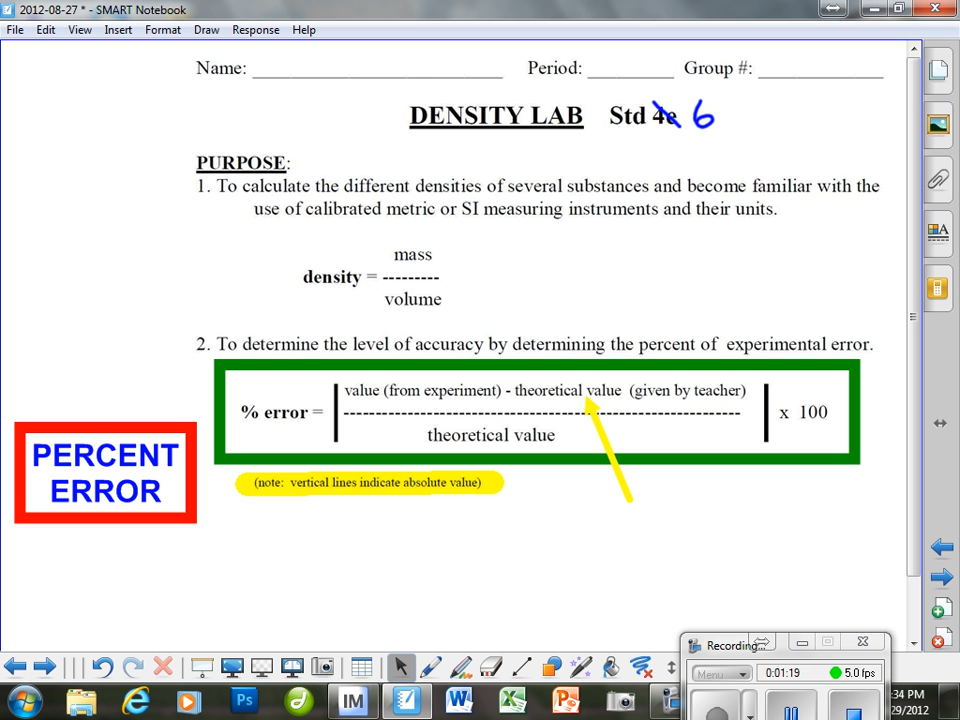 2012-08-27 * - SMART Notebook
File Edit View Insert Format Draw Response Help
Name: ____________ Period: ________ Group #: ____________
DENSITY LAB Std 4e 6
PURPOSE:
1. To calculate the different densities of several substances and become familiar with the
use of calibrated metric or SI measuring instruments and their units.
mass
density = ---------
volume
2. To determine the level of accuracy by determining the percent of experimental error.
value (from experiment) - theoretical value (given by teacher)
% error = ---------------------------------------------------------------- x 100
theoretical value
PERCENT
ERROR
(note: vertical lines indicate absolute value)
Recording...
Menu 0:01:19 5.0 fps
Ps IM W X P
:34 PM
29/2012